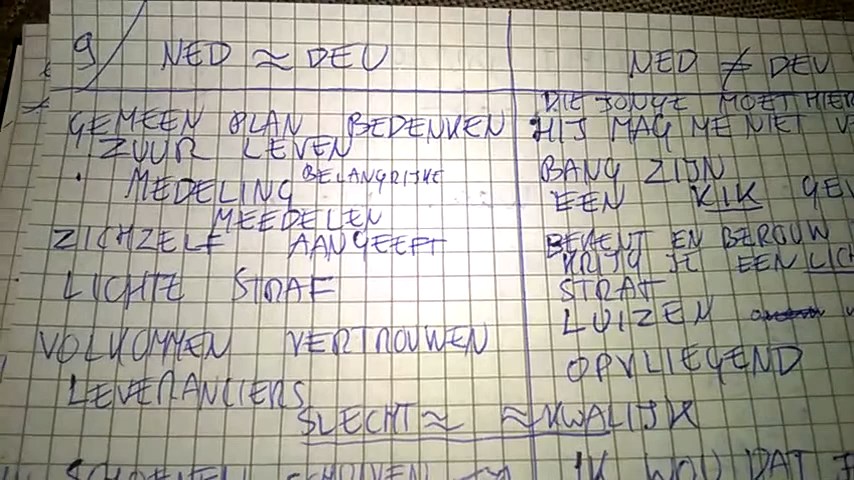 9/ NED ≈ DEU
GEMEEN PLAN BEDENKEN
ZUUR LEVEN
BELANGRIJKE
MEDELING
MEEDELEN
ZICHZELF AANGEEFT
LICHTE STRAF
VOLKOMMEN VERTROUWEN
LEVERANCIERS
SLECHT ≈ ≈ KWALIJK
NED ≠ DEU
DIE JONGE MOET HIER
HIJ MAG ME NIET
BANG ZIJN
EEN KIK
BEKENT EN BEROUW
KRIJG JE EEN
STRAF
LUIZEN
OPVLIEGEND
IK WOU DAT